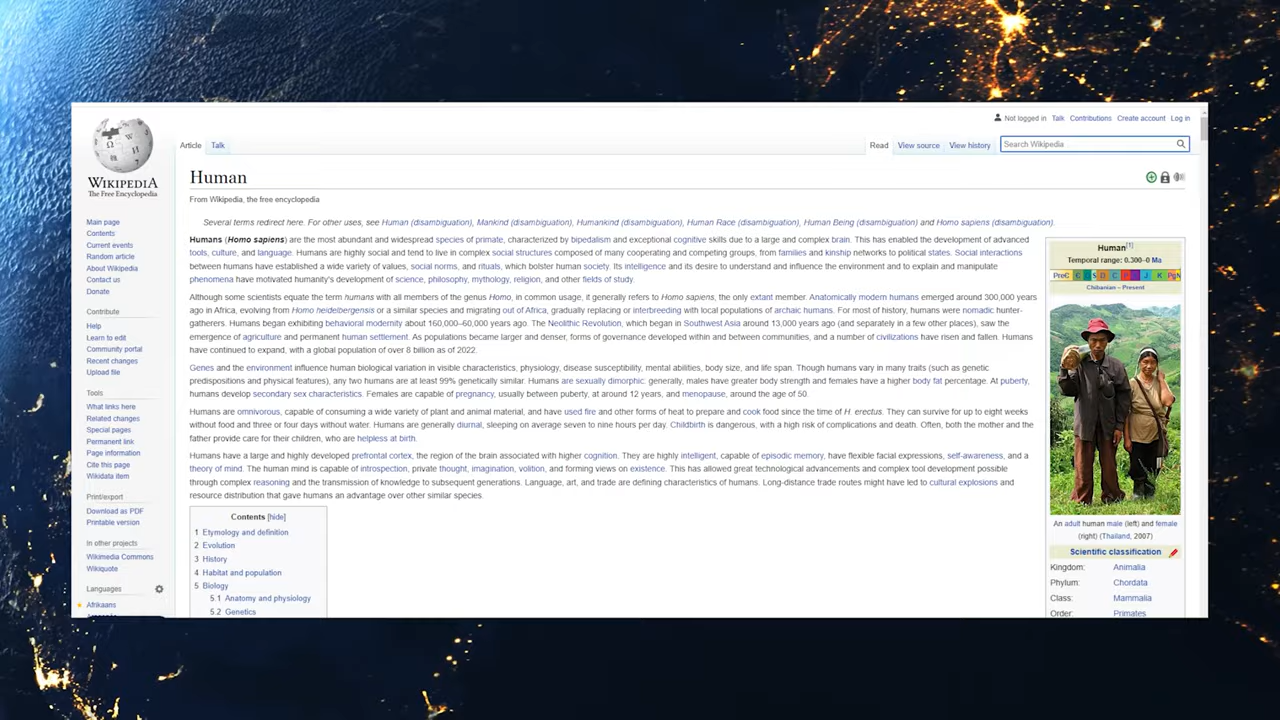 Not logged in Talk Contributions Create account Log in
Article Talk Read View source View history Search Wikipedia
WIKIPEDIA
The Free Encyclopedia
Human
From Wikipedia, the free encyclopedia
Several terms redirect here. For other uses, see Human (disambiguation), Mankind (disambiguation), Humankind (disambiguation), Human Race (disambiguation), Human Being (disambiguation) and Homo sapiens (disambiguation).
Humans (Homo sapiens) are the most abundant and widespread species of primate, characterized by bipedalism and exceptional cognitive skills due to a large and complex brain. This has enabled the development of advanced
tools, culture, and language. Humans are highly social and tend to live in complex social structures composed of many cooperating and competing groups, from families and kinship networks to political states. Social interactions
between humans have established a wide variety of values, social norms, and rituals, which bolster human society. Its intelligence and its desire to understand and influence the environment and to explain and manipulate
phenomena have motivated humanity's development of science, philosophy, mythology, religion, and other fields of study.
Although some scientists equate the term humans with all members of the genus Homo, in common usage, it generally refers to Homo sapiens, the only extant member. Anatomically modern humans emerged around 300,000 years
ago in Africa, evolving from Homo heidelbergensis or a similar species and migrating out of Africa, gradually replacing or interbreeding with local populations of archaic humans. For most of history, humans were nomadic hunter-
gatherers. Humans began exhibiting behavioral modernity about 160,000–60,000 years ago. The Neolithic Revolution, which began in Southwest Asia around 13,000 years ago (and separately in a few other places), saw the
emergence of agriculture and permanent human settlement. As populations became larger and denser, forms of governance developed within and between communities, and a number of civilizations have risen and fallen. Humans
have continued to expand, with a global population of over 8 billion as of 2022.
Genes and the environment influence human biological variation in visible characteristics, physiology, disease susceptibility, mental abilities, body size, and life span. Though humans vary in many traits (such as genetic
predispositions and physical features), any two humans are at least 99% genetically similar. Humans are sexually dimorphic: generally, males have greater body strength and females have a higher body fat percentage. At puberty,
humans develop secondary sex characteristics. Females are capable of pregnancy, usually between puberty, at around 12 years, and menopause, around the age of 50.
Humans are omnivorous, capable of consuming a wide variety of plant and animal material, and have used fire and other forms of heat to prepare and cook food since the time of H. erectus. They can survive for up to eight weeks
without food and three or four days without water. Humans are generally diurnal, sleeping on average seven to nine hours per day. Childbirth is dangerous, with a high risk of complications and death. Often, both the mother and the
father provide care for their children, who are helpless at birth.
Humans have a large and highly developed prefrontal cortex, the region of the brain associated with higher cognition. They are highly intelligent, capable of episodic memory, have flexible facial expressions, self-awareness, and a
theory of mind. The human mind is capable of introspection, private thought, imagination, volition, and forming views on existence. This has allowed great technological advancements and complex tool development possible
through complex reasoning and the transmission of knowledge to subsequent generations. Language, art, and trade are defining characteristics of humans. Long-distance trade routes might have led to cultural explosions and
resource distribution that gave humans an advantage over other similar species.
Contents [hide]
1 Etymology and definition
2 Evolution
3 History
4 Habitat and population
5 Biology
5.1 Anatomy and physiology
5.2 Genetics
Main page
Contents
Current events
Random article
About Wikipedia
Contact us
Donate
Contribute
Help
Learn to edit
Community portal
Recent changes
Upload file
Tools
What links here
Related changes
Special pages
Permanent link
Page information
Cite this page
Wikidata item
Print/export
Download as PDF
Printable version
In other projects
Wikimedia Commons
Wikiquote
Languages
Afrikaans
Human[1]
Temporal range: 0.300–0 Ma
PreꞒ Ꞓ O S D C P T J K PgN
Chibanian – Present
An adult human male (left) and female
(right) (Thailand, 2007)
Scientific classification
Kingdom: Animalia
Phylum: Chordata
Class: Mammalia
Order: Primates